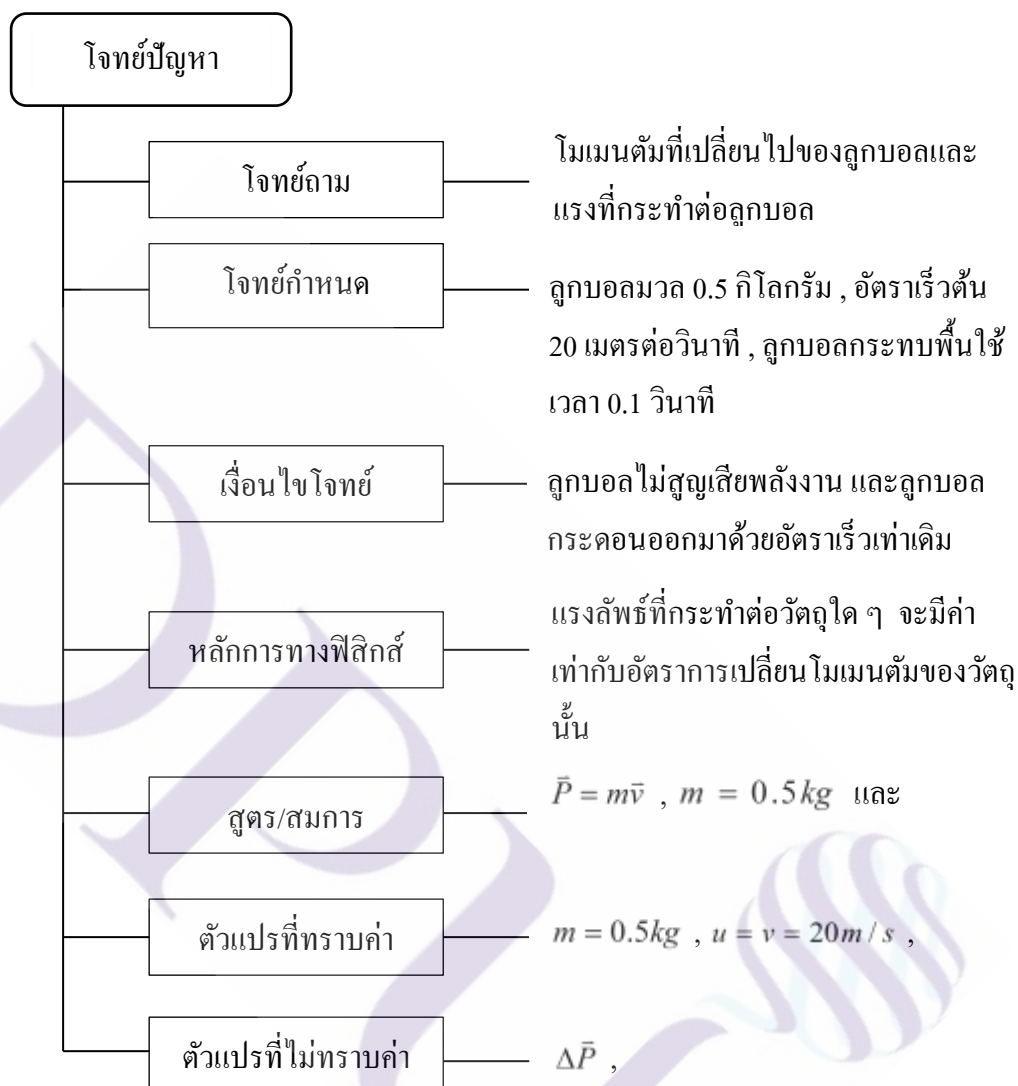 โจทย์ปัญหา
โจทย์ถาม
โมเมนตัมที่เปลี่ยนไปของลูกบอลและ
แรงที่กระทำต่อลูกบอล
โจทย์กำหนด
ลูกบอลมวล 0.5 กิโลกรัม , อัตราเร็วต้น
20 เมตรต่อวินาที , ลูกบอลกระทบพื้นใช้
เวลา 0.1 วินาที
เงื่อนไขโจทย์
ลูกบอลไม่สูญเสียพลังงาน และลูกบอล
กระดอนออกมาด้วยอัตราเร็วเท่าเดิม
หลักการทางฟิสิกส์
แรงลัพธ์ที่กระทำต่อวัตถุใด ๆ จะมีค่า
เท่ากับอัตราการเปลี่ยนโมเมนตัมของวัตถุ
นั้น
สูตร/สมการ
P⃗ = mv⃗ , m = 0.5kg และ
ตัวแปรที่ทราบค่า
m = 0.5kg , u = v = 20m / s ,
ตัวแปรที่ไม่ทราบค่า
ΔP⃗ ,